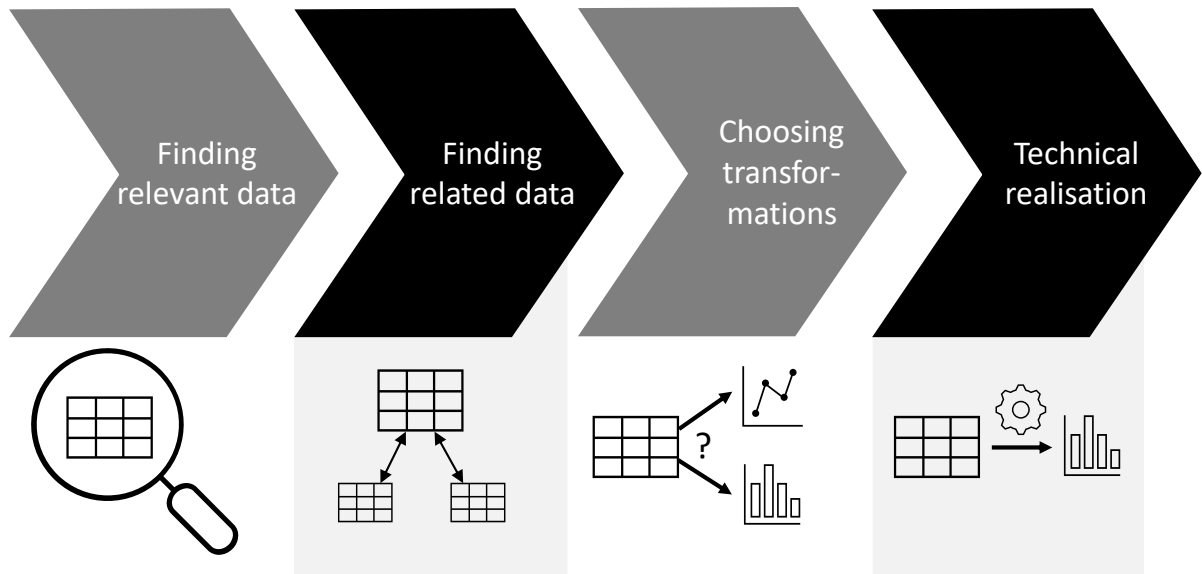 Finding
relevant data
Finding
related data
Choosing
transfor-
mations
Technical
realisation
?